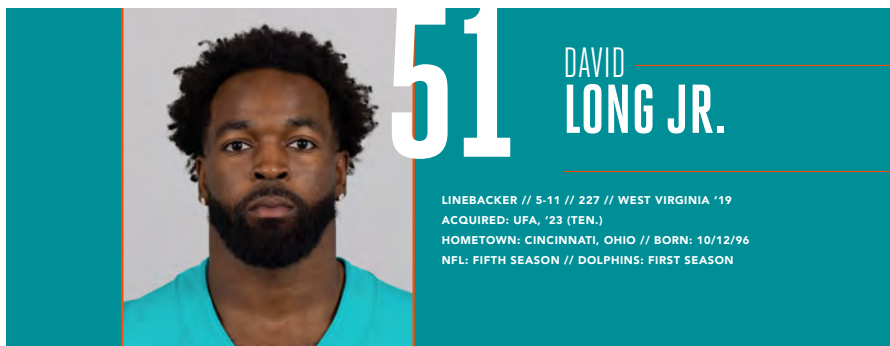 51
DAVID
LONG JR.
LINEBACKER // 5-11 // 227 // WEST VIRGINIA ‘19
ACQUIRED: UFA, ‘23 (TEN.)
HOMETOWN: CINCINNATI, OHIO // BORN: 10/12/96
NFL: FIFTH SEASON // DOLPHINS: FIRST SEASON